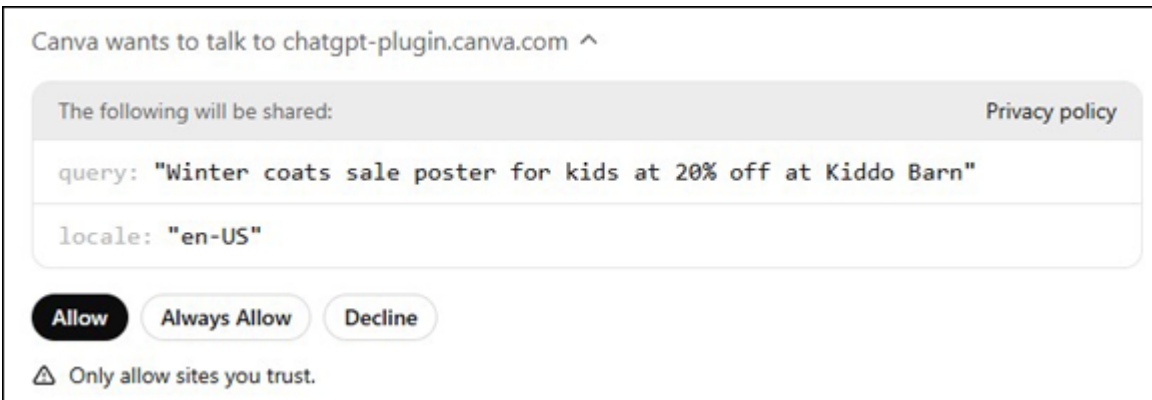 Canva wants to talk to chatgpt-plugin.canva.com
The following will be shared: Privacy policy
query: "Winter coats sale poster for kids at 20% off at Kiddo Barn"
locale: "en-US"
Allow Always Allow Decline
Only allow sites you trust.